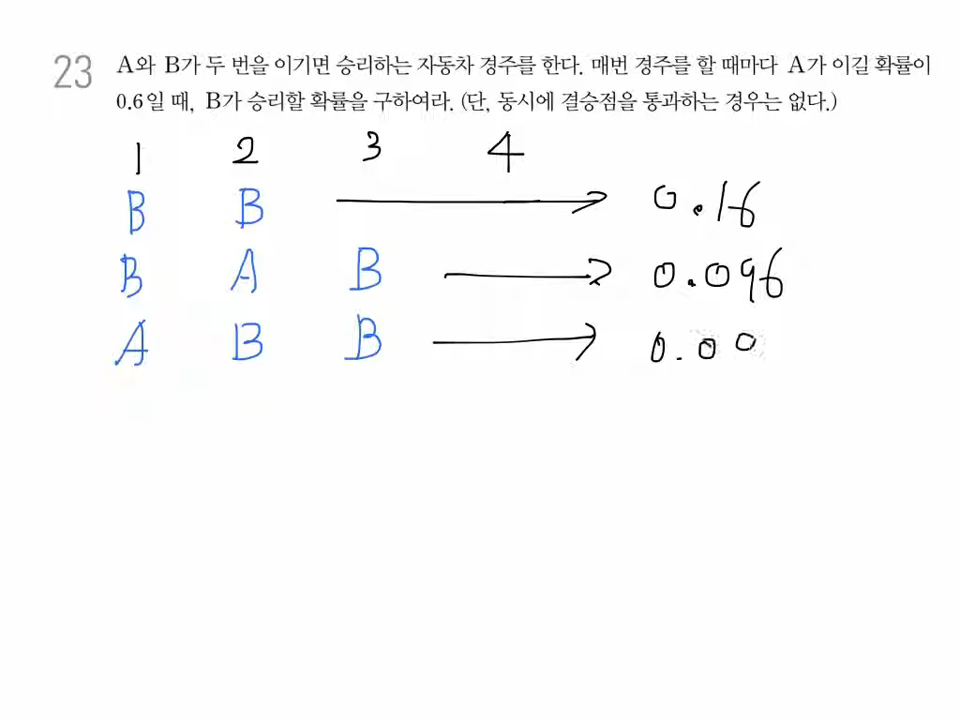 23 A와 B가 두 번을 이기면 승리하는 자동차 경주를 한다. 매번 경주를 할 때마다 A가 이길 확률이
0.6일 때, B가 승리할 확률을 구하여라. (단, 동시에 결승점을 통과하는 경우는 없다.)
1 2 3 4
B B → 0.16
B A B → 0.096
A B B → 0.00